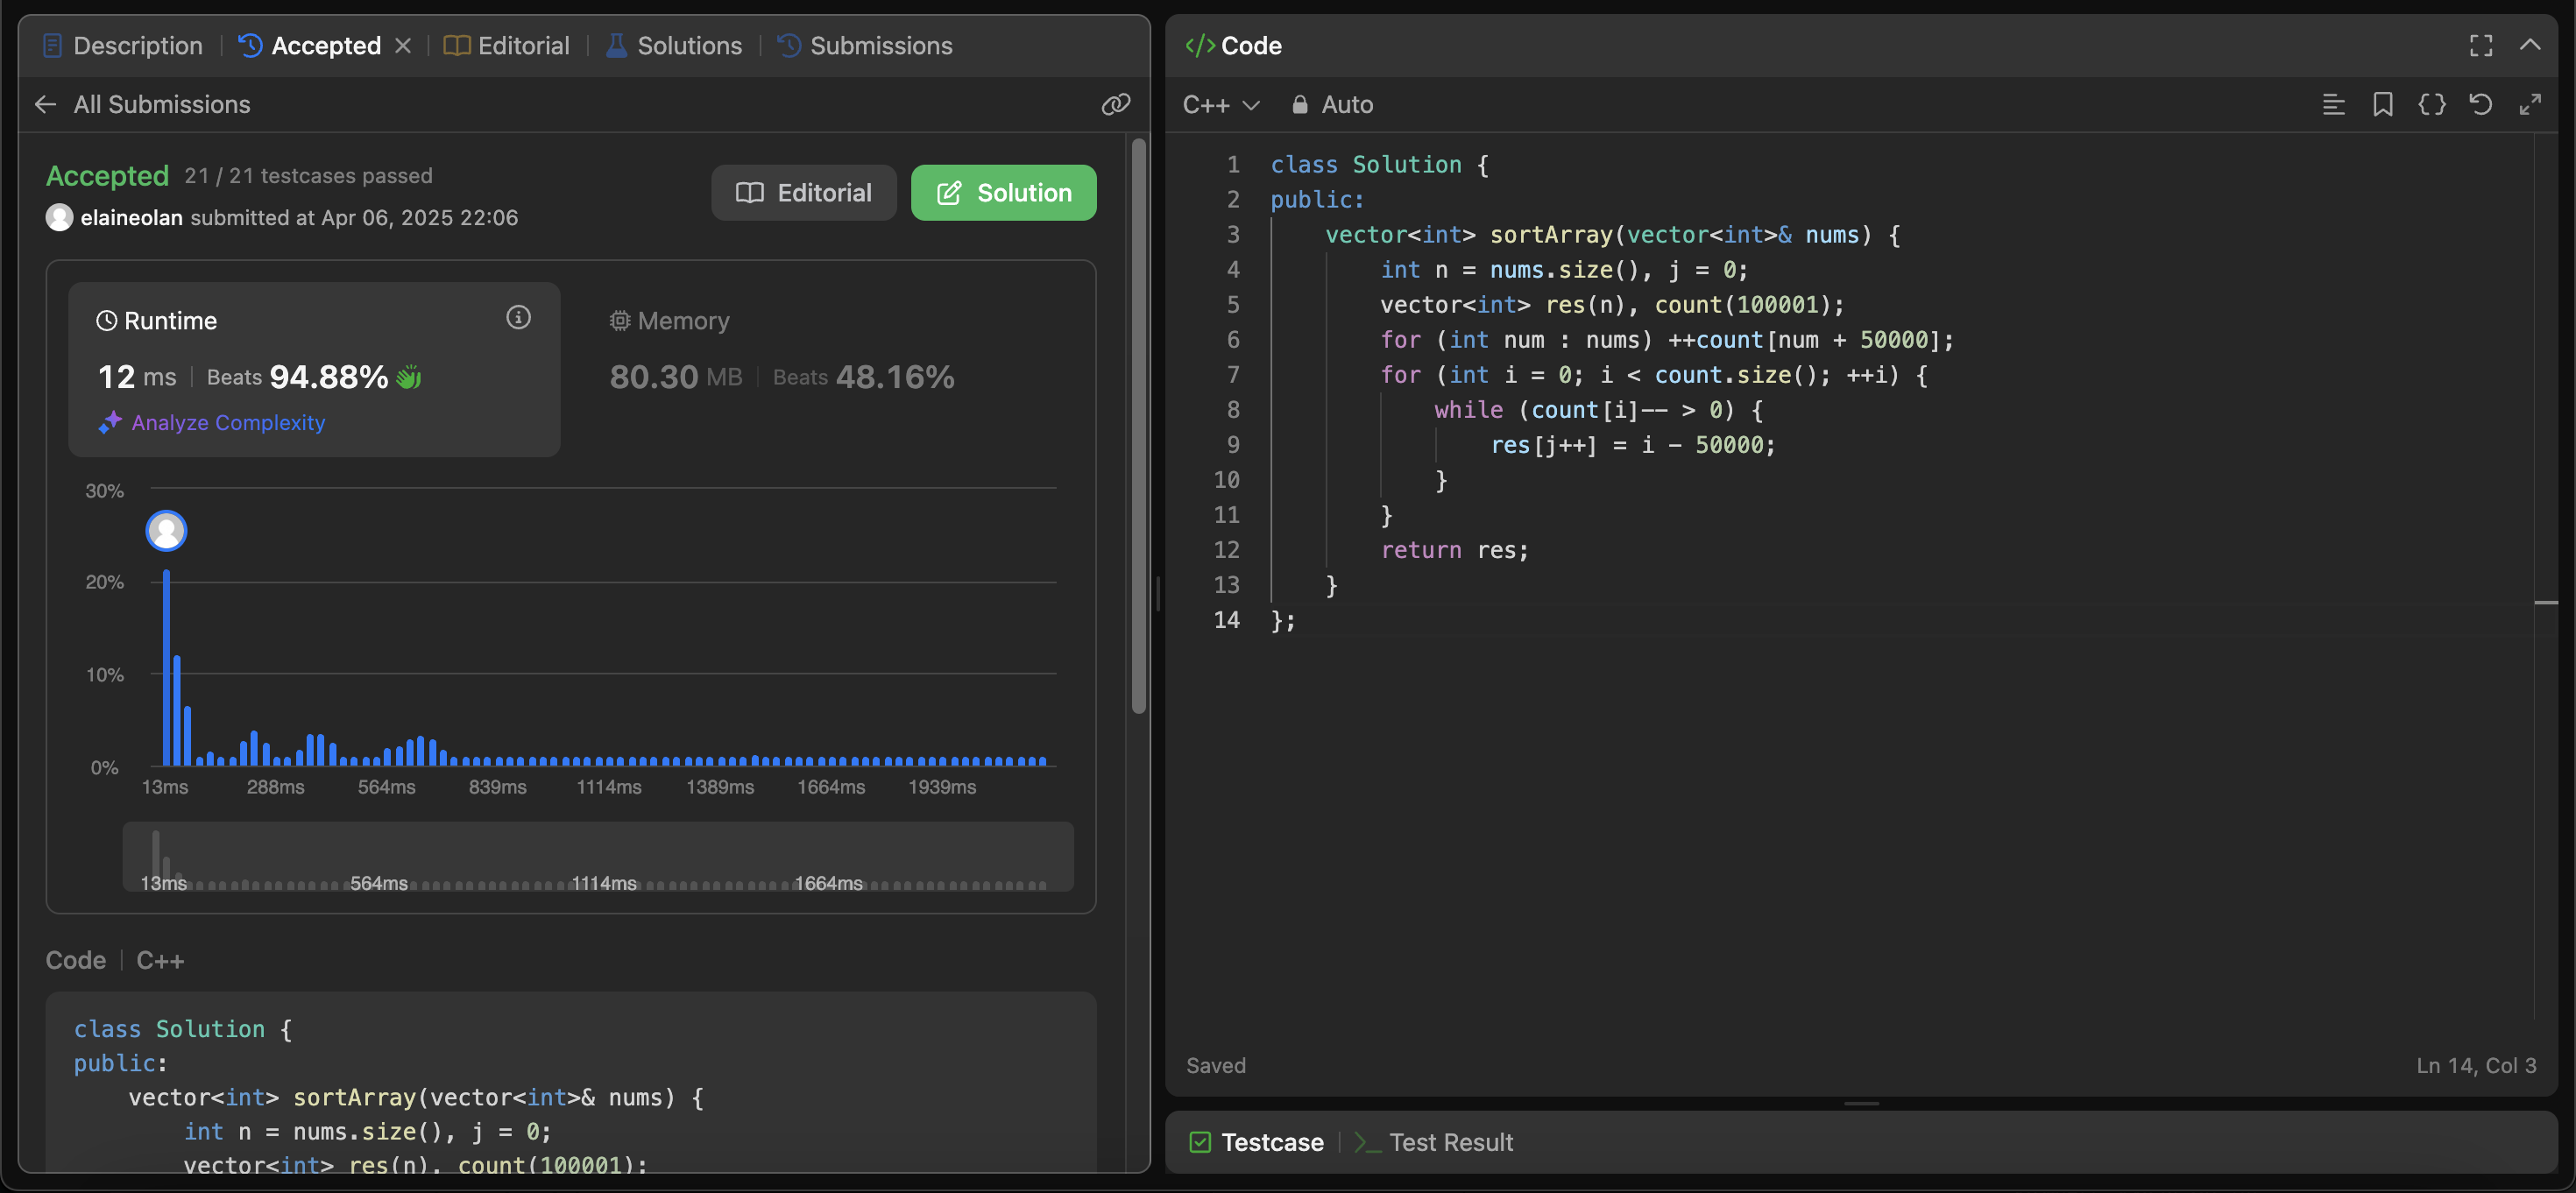 Description
Accepted
Editorial
Solutions
Submissions
All Submissions
Accepted 21 / 21 testcases passed
elaineolan submitted at Apr 06, 2025 22:06
Editorial
Solution
Runtime
12 ms Beats 94.88%
Analyze Complexity
Memory
80.30 MB Beats 48.16%
30%
20%
10%
0%
13ms 288ms 564ms 839ms 1114ms 1389ms 1664ms 1939ms
13ms 564ms 1114ms 1664ms
Code C++
class Solution {
public:
    vector<int> sortArray(vector<int>& nums) {
        int n = nums.size(), j = 0;
        vector<int> res(n), count(100001);
</> Code
C++ Auto
1 class Solution {
2 public:
3     vector<int> sortArray(vector<int>& nums) {
4         int n = nums.size(), j = 0;
5         vector<int> res(n), count(100001);
6         for (int num : nums) ++count[num + 50000];
7         for (int i = 0; i < count.size(); ++i) {
8             while (count[i]-- > 0) {
9                 res[j++] = i - 50000;
10             }
11         }
12         return res;
13     }
14 };
Saved
Ln 14, Col 3
Testcase
Test Result